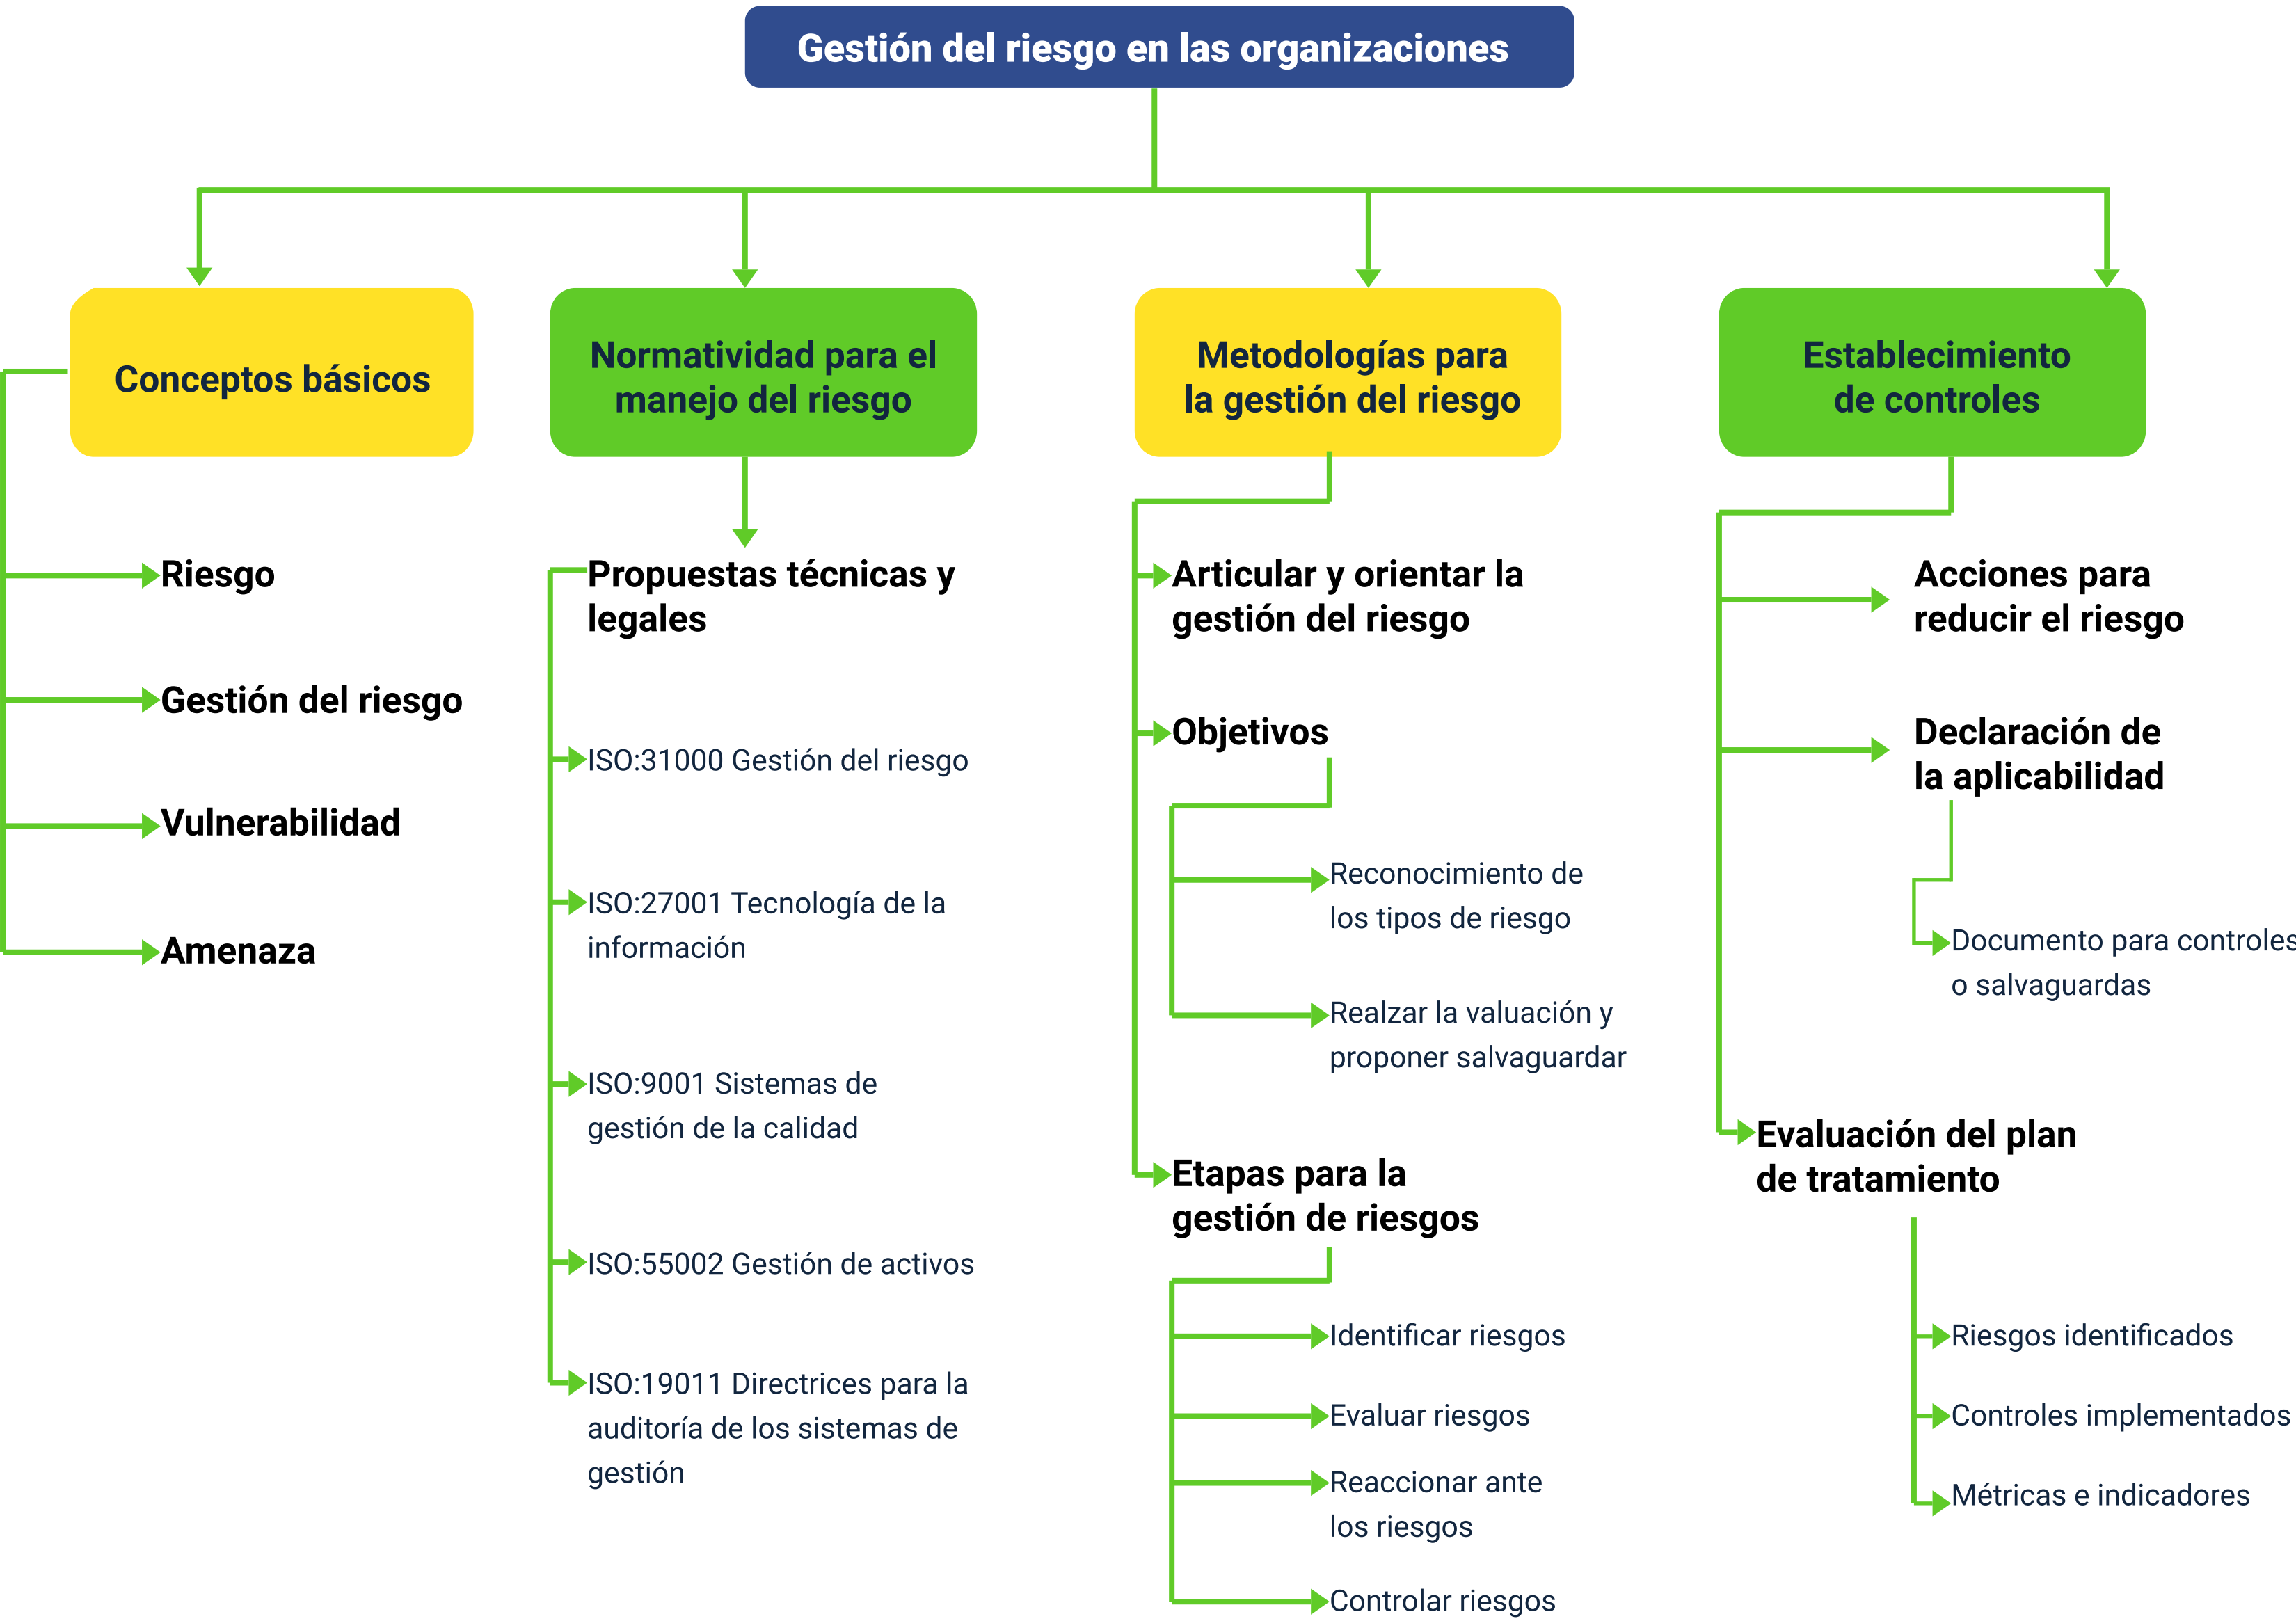 Gestión del riesgo en las organizaciones
Conceptos básicos
Riesgo
Gestión del riesgo
Vulnerabilidad
Amenaza
Normatividad para el
manejo del riesgo
Propuestas técnicas y
legales
ISO:31000 Gestión del riesgo
ISO:27001 Tecnología de la
información
ISO:9001 Sistemas de
gestión de la calidad
ISO:55002 Gestión de activos
ISO:19011 Directrices para la
auditoría de los sistemas de
gestión
Metodologías para
la gestión del riesgo
Articular y orientar la
gestión del riesgo
Objetivos
Reconocimiento de
los tipos de riesgo
Realzar la valuación y
proponer salvaguardar
Etapas para la
gestión de riesgos
Identificar riesgos
Evaluar riesgos
Reaccionar ante
los riesgos
Controlar riesgos
Establecimiento
de controles
Acciones para
reducir el riesgo
Declaración de
la aplicabilidad
Documento para controles
o salvaguardas
Evaluación del plan
de tratamiento
Riesgos identificados
Controles implementados
Métricas e indicadores